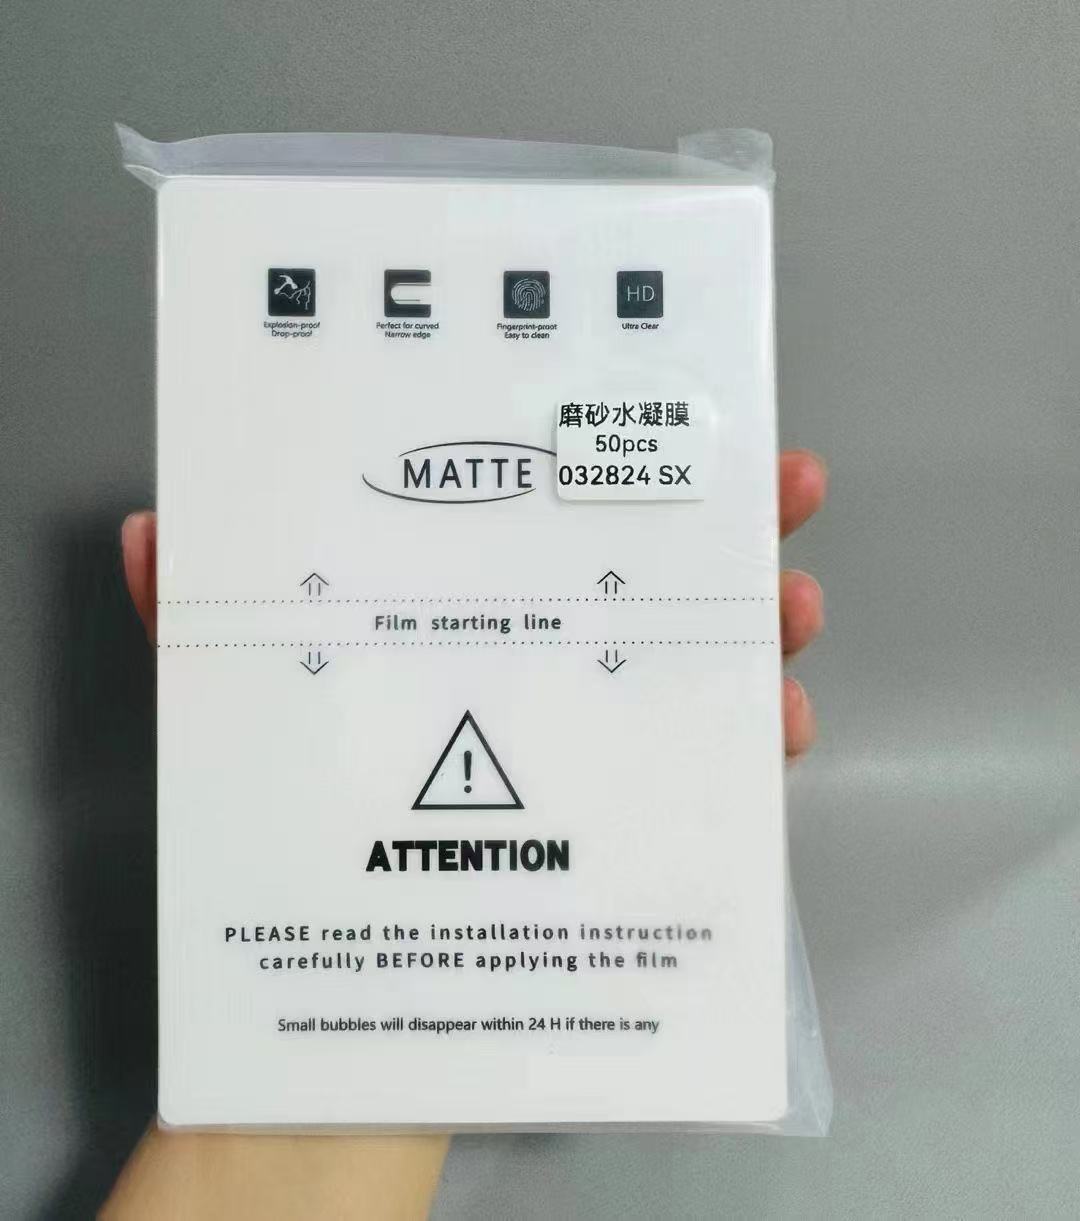 Explosion-proof
Drop-proof
Perfect for curved
Narrow edge
Fingerprint-proot
Easy to clean
HD
Ultra Clear
磨砂水凝膜
50pcs
032824 SX
MATTE
Film starting line
!
ATTENTION
PLEASE read the installation instruction
carefully BEFORE applying the film
Small bubbles will disappear within 24 H if there is any